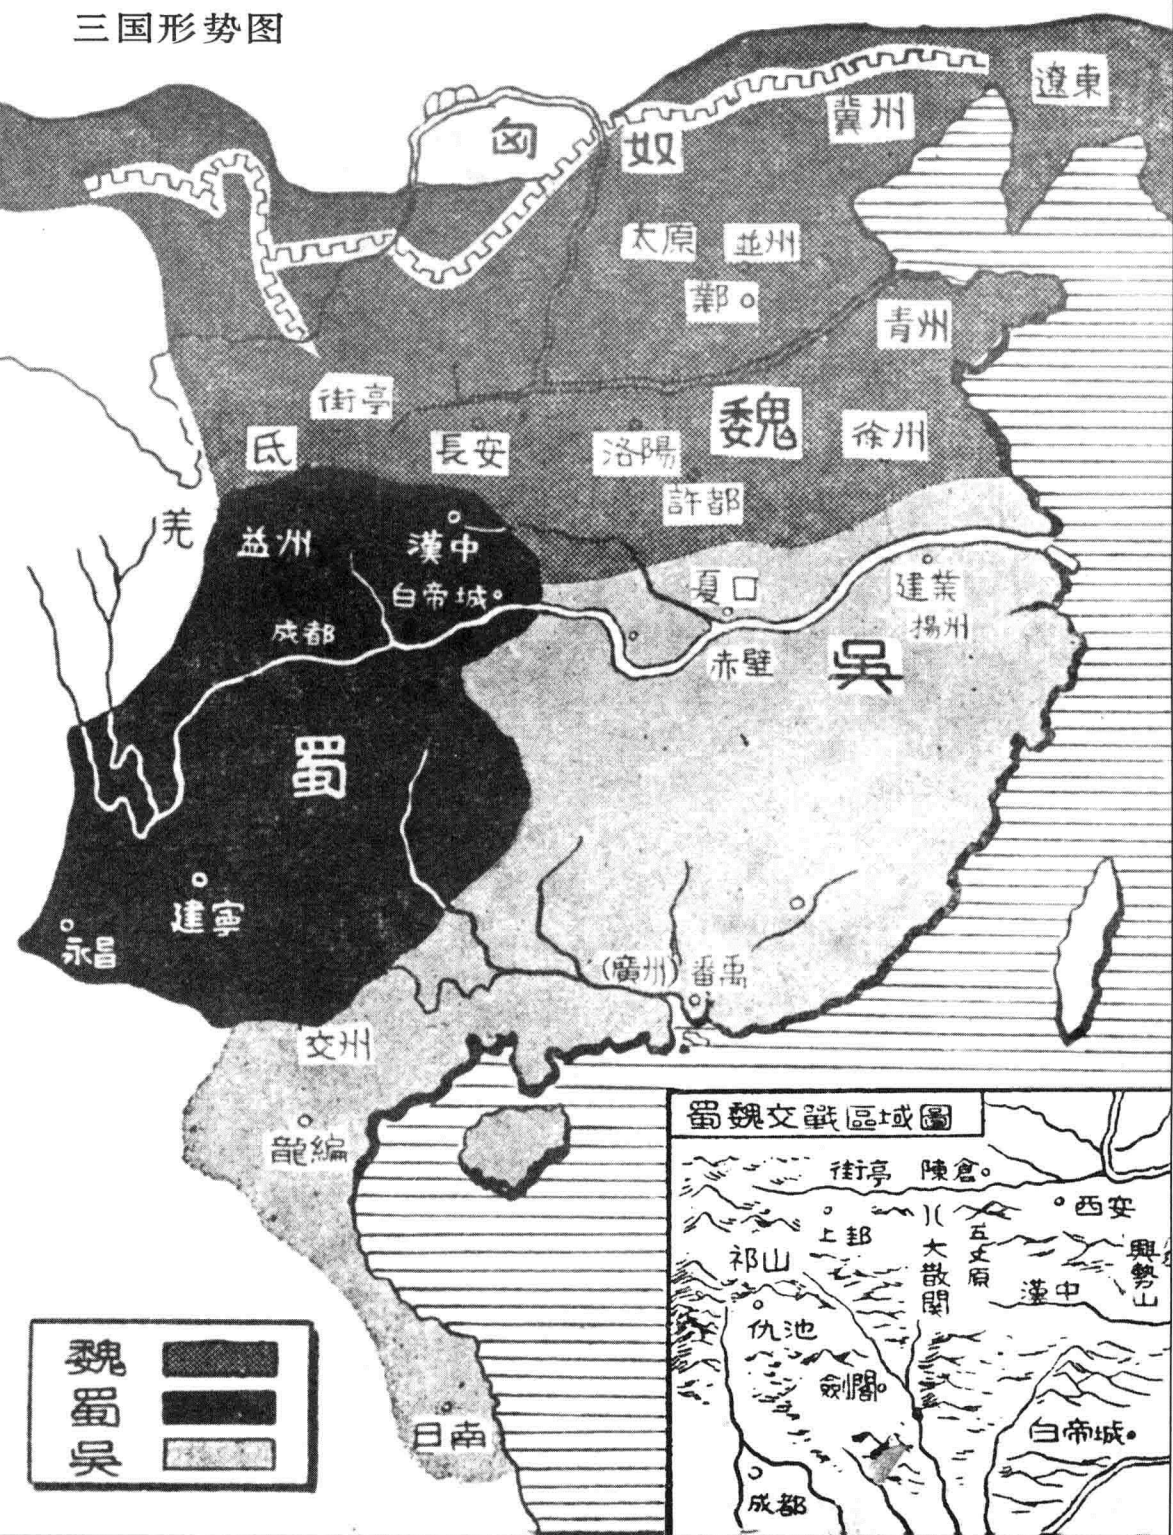 三国形势图
遼東
冀州
匈 奴
太原 並州
鄴
青州
街亭
魏
氐 長安 洛陽 徐州
許都
羌
益州 漢中
白帝城
夏口 建業
成都 揚州
赤壁 吳
蜀
建寧
永昌
(廣州) 番禹
交州
龍編
日南
魏
蜀
吳
蜀魏交戰區域圖
街亭 陳倉
西安
上邽
大散關
五丈原
興勢山
祁山
漢中
仇池
劍閣
白帝城
成都